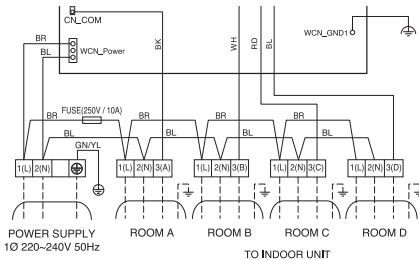 CN_COM
BR
WCN_Power
BL
BK
WH
RD
BL
WCN_GND1
FUSE(250V / 10A)
BR
BR
BR
BR
BL
BL
BL
BL
GN/YL
1(L) 2(N)
1(L) 2(N) 3(A)
1(L) 2(N) 3(B)
1(L) 2(N) 3(C)
1(L) 2(N) 3(D)
POWER SUPPLY
1Ø 220~240V 50Hz
ROOM A
ROOM B
ROOM C
ROOM D
TO INDOOR UNIT